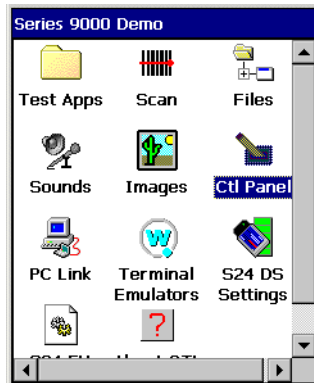 Series 9000 Demo
Test Apps Scan Files
Sounds Images Ctl Panel
PC Link Terminal Emulators S24 DS Settings